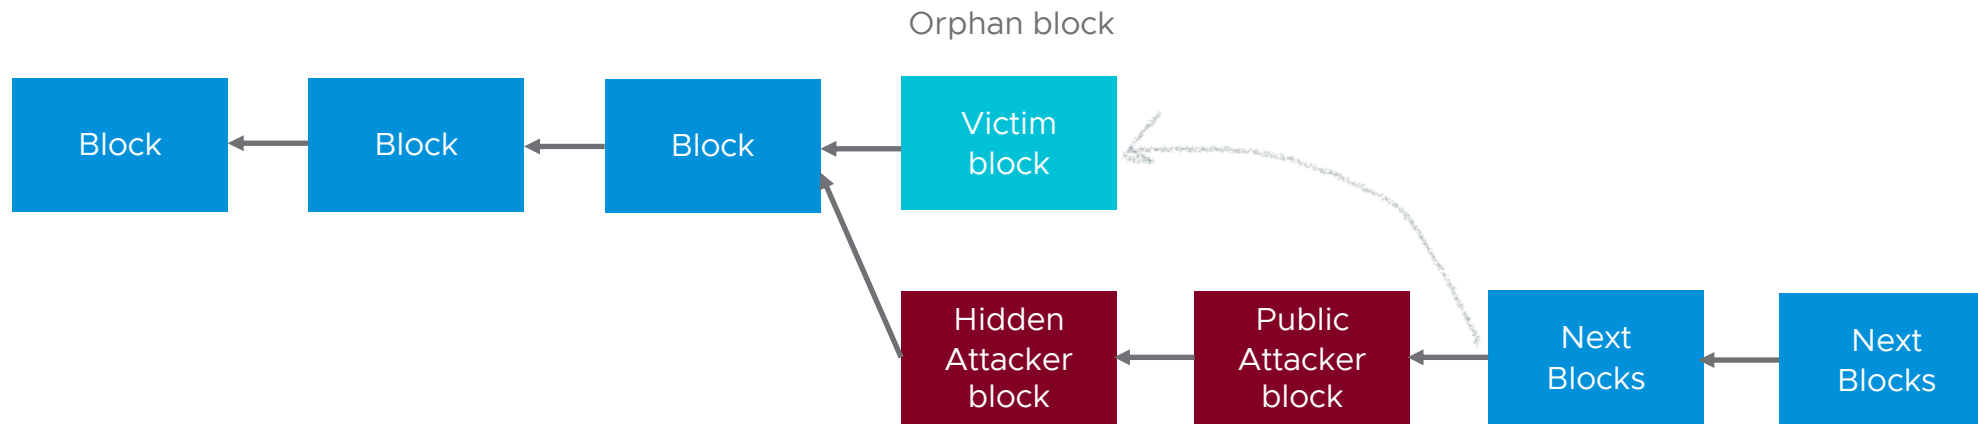 Orphan block
Block
Block
Block
Victim
block
Hidden
Attacker
block
Public
Attacker
block
Next
Blocks
Next
Blocks